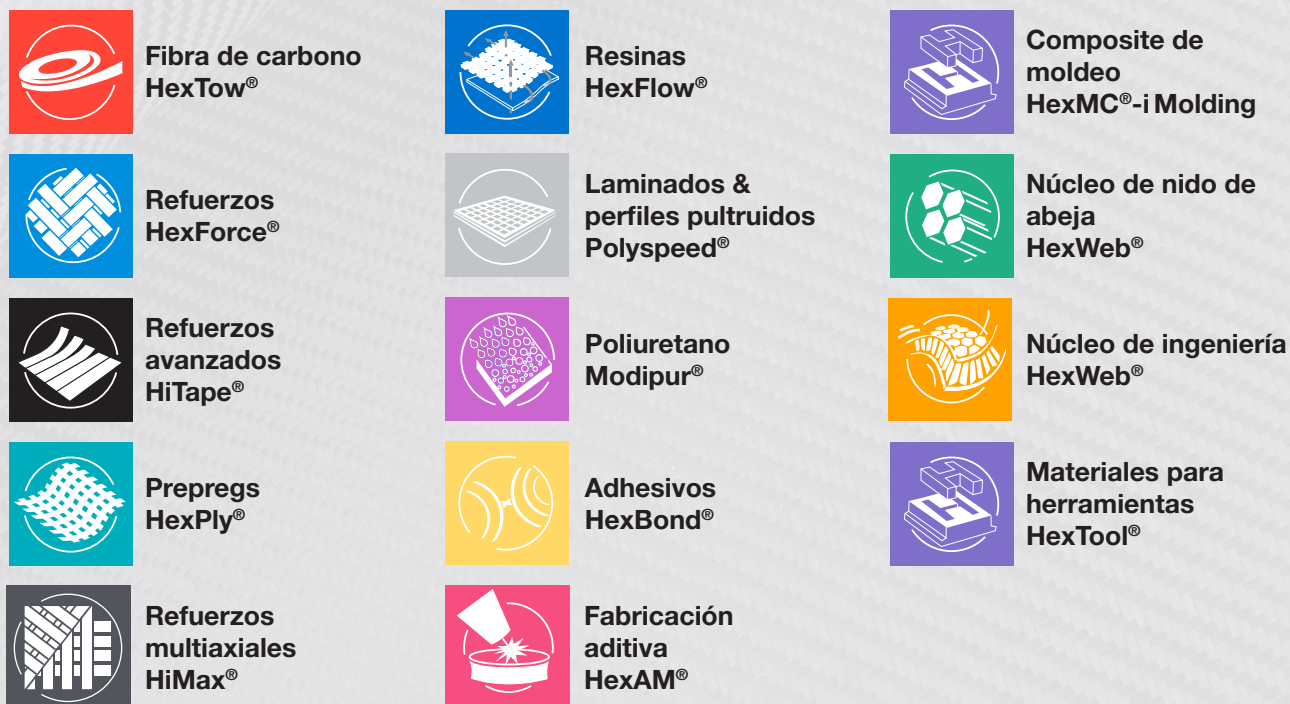 Fibra de carbono
HexTow®
Refuerzos
HexForce®
Refuerzos
avanzados
HiTape®
Prepregs
HexPly®
Refuerzos
multiaxiales
HiMax®
Resinas
HexFlow®
Laminados &
perfiles pultruidos
Polyspeed®
Poliuretano
Modipur®
Adhesivos
HexBond®
Fabricación
aditiva
HexAM®
Composite de
moldeo
HexMC®-i Molding
Núcleo de nido de
abeja
HexWeb®
Núcleo de ingeniería
HexWeb®
Materiales para
herramientas
HexTool®